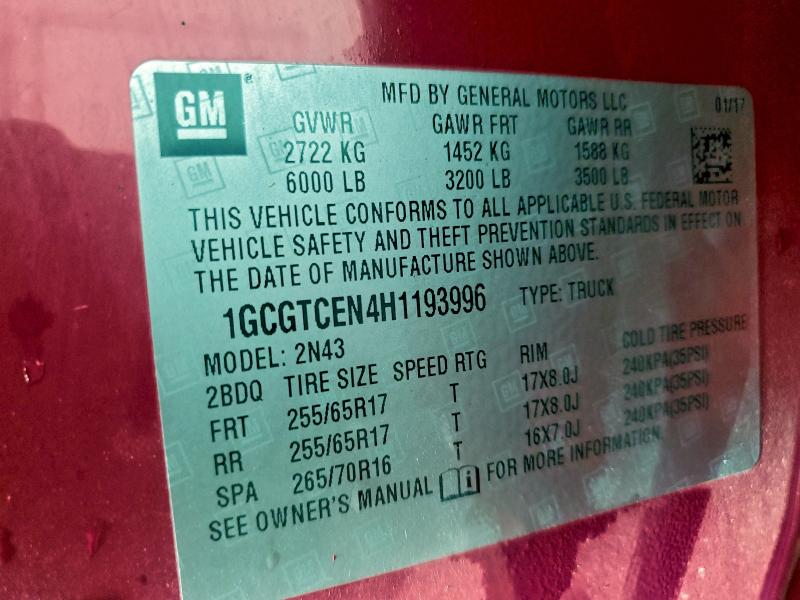 GM
MFD BY GENERAL MOTORS LLC 01/17
GVWR GAWR FRT GAWR RR
2722 KG 1452 KG 1588 KG
6000 LB 3200 LB 3500 LB
THIS VEHICLE CONFORMS TO ALL APPLICABLE U.S. FEDERAL MOTOR
VEHICLE SAFETY AND THEFT PREVENTION STANDARDS IN EFFECT ON
THE DATE OF MANUFACTURE SHOWN ABOVE.
1GCGTCEN4H1193996 TYPE: TRUCK
MODEL: 2N43
2BDQ TIRE SIZE SPEED RTG RIM COLD TIRE PRESSURE
FRT 255/65R17 T 17X8.0J 240KPA(35PSI)
RR 255/65R17 T 17X8.0J 240KPA(35PSI)
SPA 265/70R16 T 16X7.0J 240KPA(35PSI)
SEE OWNER'S MANUAL FOR MORE INFORMATION.